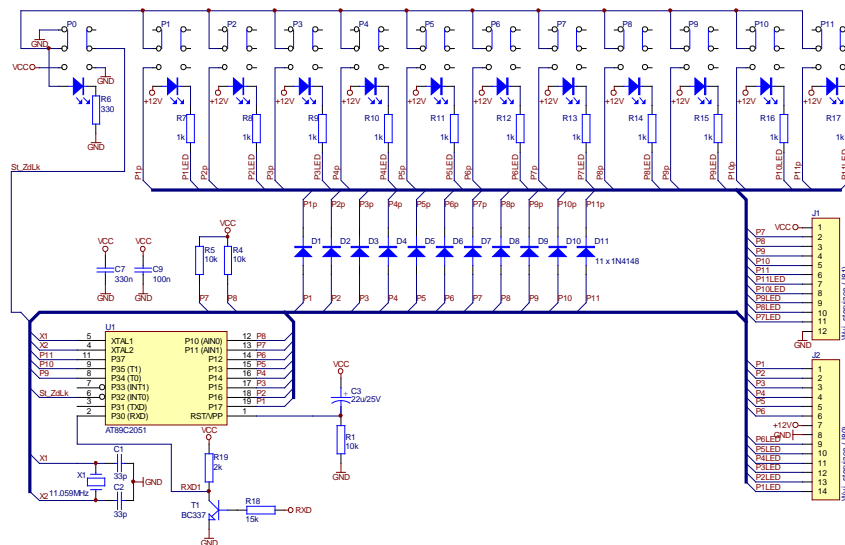 P0 P1 P2 P3 P4 P5 P6 P7 P8 P9 P10 P11
GND
VCC
GND
+12V +12V +12V +12V +12V +12V +12V +12V +12V +12V +12V
R6
330
GND
R7 R8 R9 R10 R11 R12 R13 R14 R15 R16 R17
1k 1k 1k 1k 1k 1k 1k 1k 1k 1k 1k
St_ZdLk
P1p P1LED P2p P2LED P3p P3LED P4p P4LED P5p P5LED P6p P6LED P7p P7LED P8p P8LED P9p P9LED P10p P10LED P11p P11LED
P1p P2p P3p P4p P5p P6p P7p P8p P9p P10p P11p
D1 D2 D3 D4 D5 D6 D7 D8 D9 D10 D11
11 x 1N4148
P1 P2 P3 P4 P5 P6 P7 P8 P9 P10 P11
VCC VCC VCC
C7
330n
C9
100n
GND GND
R5
10k
R4
10k
P7 P8
J1
VCC 1
P7 2
P8 3
P9 4
P10 5
P11 6
P11LED 7
P10LED 8
P9LED 9
P8LED 10
P7LED 11
12
GND
U1
X1 5 XTAL1 P10 (AIN0) 12 P8
X2 4 XTAL2 P11 (AIN1) 13 P7
P11 11 P37 P12 14 P6
P10 9 P35 (T1) P13 15 P5
P9 8 P34 (T0) P14 16 P4
7 P33 (INT1) P15 17 P3
St_ZdLk 6 P32 (INT0) P16 18 P2
3 P31 (TXD) P17 19 P1
2 P30 (RXD) RST/VPP 1
AT89C2051
VCC
C3
22u/25V
R1
10k
GND
J2
P1 1
P2 2
P3 3
P4 4
P5 5
P6 6
+12V 7
GND 8
P6LED 9
P5LED 10
P4LED 11
P3LED 12
P2LED 13
P1LED 14
X1
C1
33p
X1
11.059MHz
GND
X2
C2
33p
VCC
R19
2k
RXD1
T1
BC337
R18
15k
RXD
GND